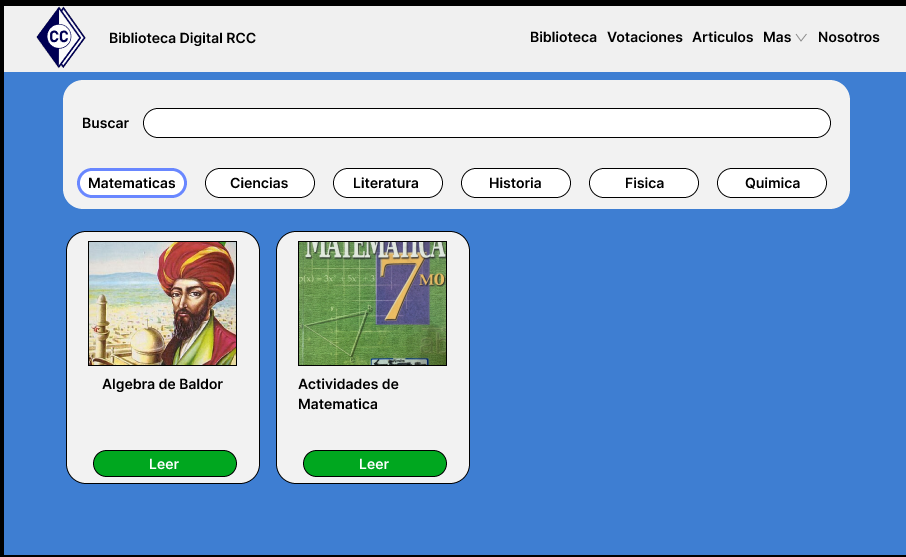 CC
Biblioteca Digital RCC
Biblioteca Votaciones Articulos Mas Nosotros
Buscar
Matematicas Ciencias Literatura Historia Fisica Quimica
MATEMATICA
7MO
Algebra de Baldor
Actividades de
Matematica
Leer
Leer